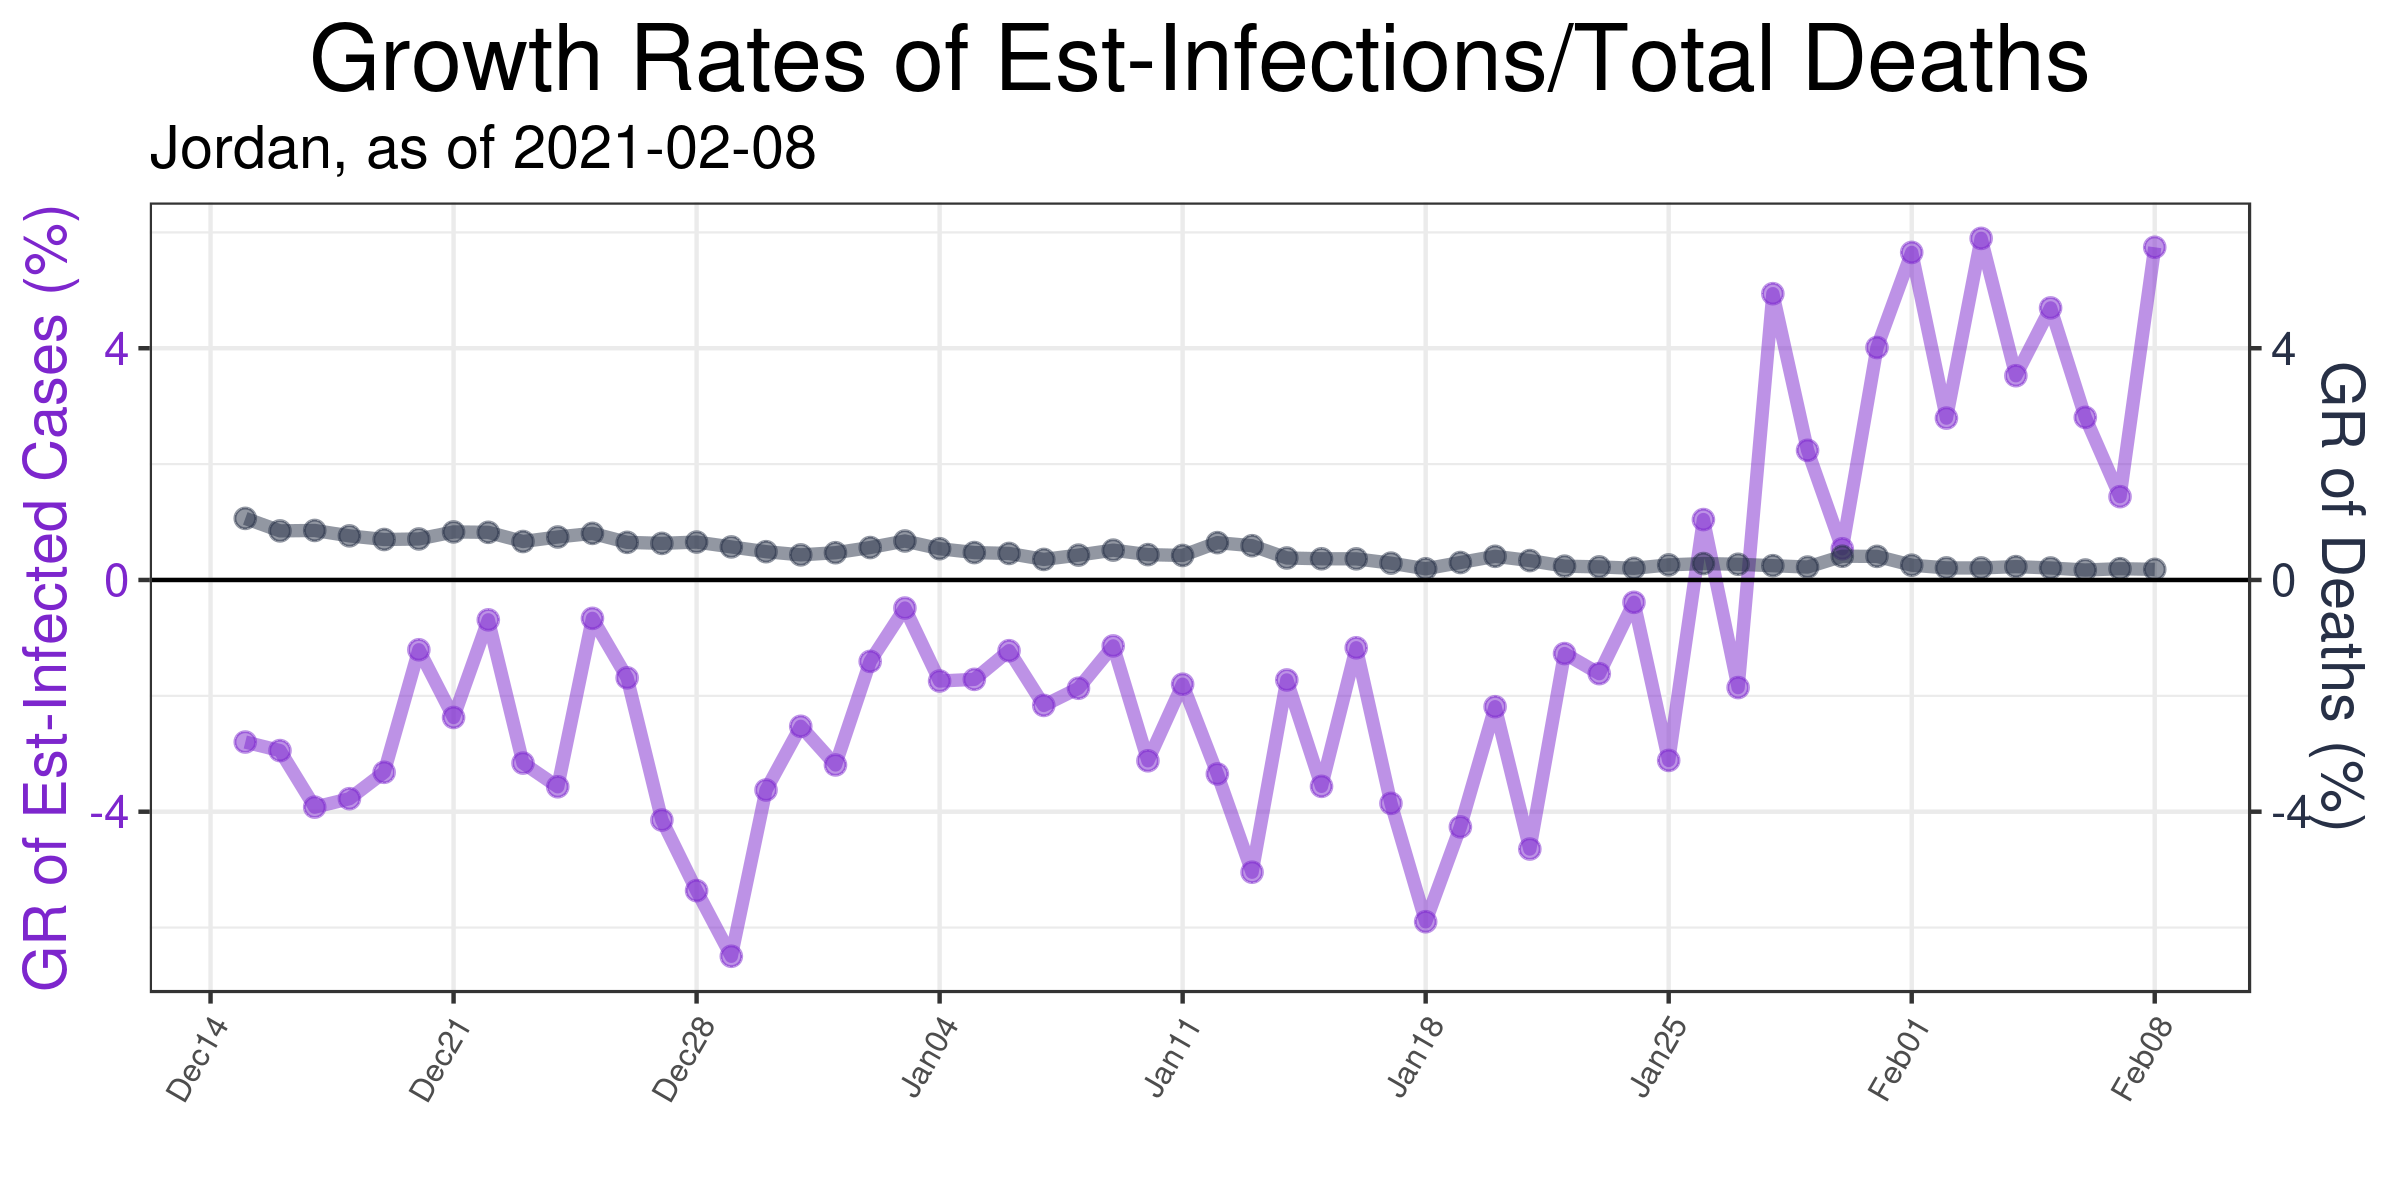 Growth Rates of Est-Infections/Total Deaths
Jordan, as of 2021-02-08
GR of Est-Infected Cases (%)
4
0
-4
4
0
-4
GR of Deaths (%)
Dec14
Dec21
Dec28
Jan04
Jan11
Jan18
Jan25
Feb01
Feb08